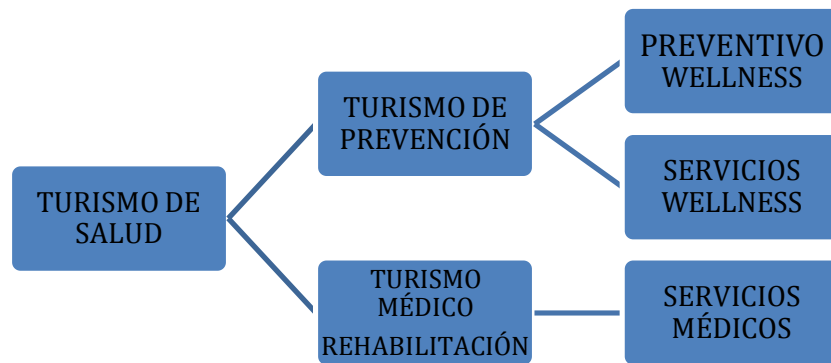 TURISMO DE
SALUD
TURISMO DE
PREVENCIÓN
PREVENTIVO
WELLNESS
SERVICIOS
WELLNESS
TURISMO
MÉDICO
REHABILITACIÓN
SERVICIOS
MÉDICOS